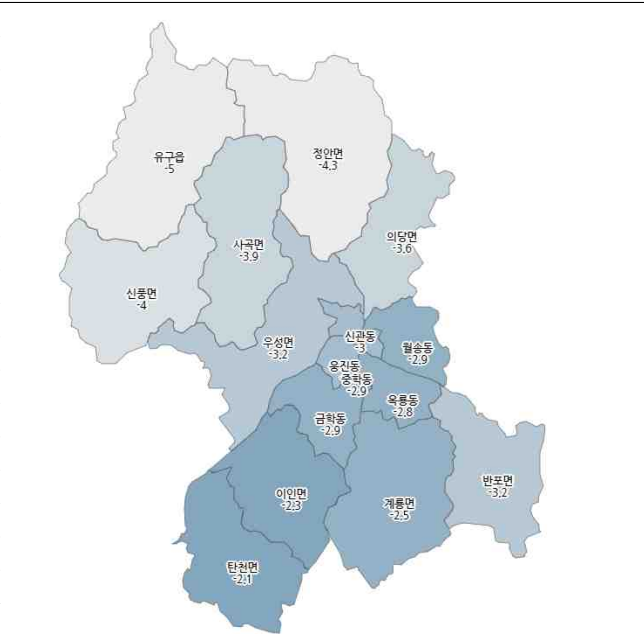 유구읍
-5
정안면
-4.3
사곡면
-3.9
의당면
-3.6
신풍면
-4
우성면
-3.2
신관동
-3
월송동
-2.9
웅진동
중학동
-2.9
옥룡동
-2.8
금학동
-2.9
이인면
-2.3
계룡면
-2.5
반포면
-3.2
탄천면
-2.1